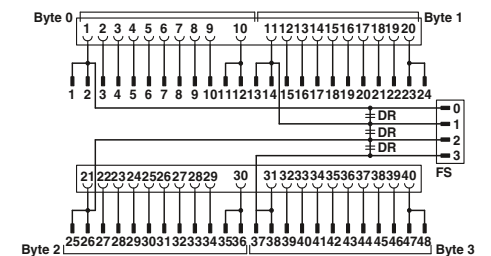 Byte 0 Byte 1
1 2 3 4 5 6 7 8 9 10 11 12 13 14 15 16 17 18 19 20
1 2 3 4 5 6 7 8 9 10 11 12 13 14 15 16 17 18 19 20 21 22 23 24
0
DR
1
DR
2
DR
3
FS
21 22 23 24 25 26 27 28 29 30 31 32 33 34 35 36 37 38 39 40
25 26 27 28 29 30 31 32 33 34 35 36 37 38 39 40 41 42 43 44 45 46 47 48
Byte 2 Byte 3